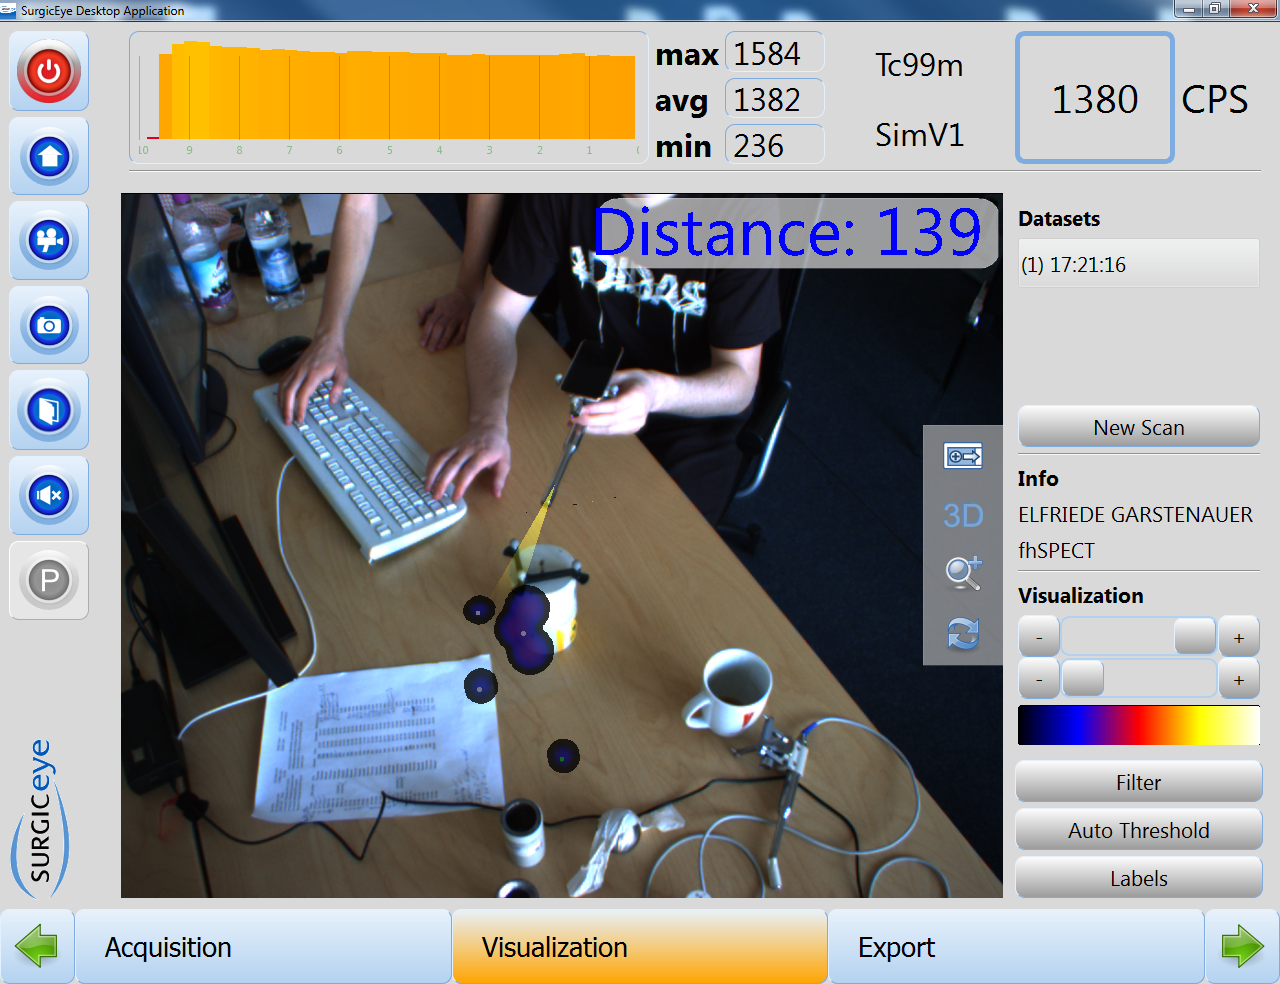 SurgicEye Desktop Application
max 1584
avg 1382
min 236
10 9 8 7 6 5 4 3 2 1 0
Tc99m
SimV1
1380 CPS
Distance: 139
Datasets
(1) 17:21:16
New Scan
3D
Info
ELFRIEDE GARSTENAUER
fhSPECT
Visualization
- +
- +
Filter
Auto Threshold
Labels
P
SURGICeye
Acquisition
Visualization
Export